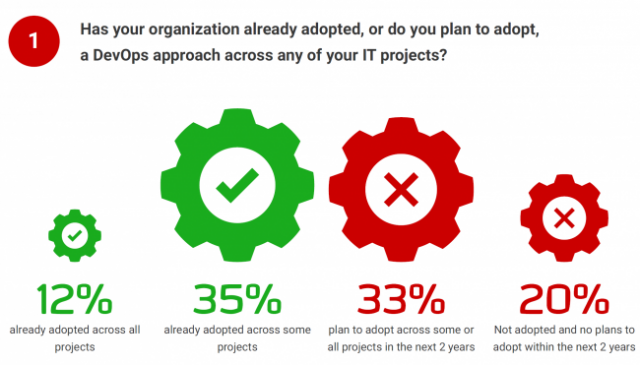 1
Has your organization already adopted, or do you plan to adopt,
a DevOps approach across any of your IT projects?
12%
already adopted across all
projects
35%
already adopted across some
projects
33%
plan to adopt across some or
all projects in the next 2 years
20%
Not adopted and no plans to
adopt within the next 2 years